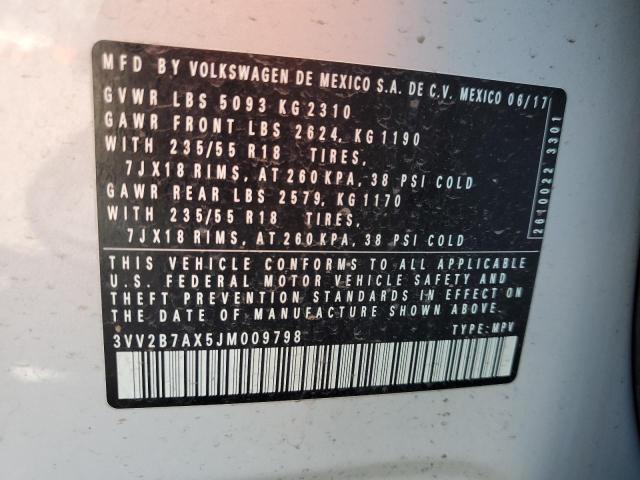 MFD BY VOLKSWAGEN DE MEXICO S.A. DE C.V. MEXICO 06/17
GVWR LBS 5093 KG 2310
GAWR FRONT LBS 2624, KG 1190
WITH 235/55 R18 TIRES,
7JX18 RIMS, AT 260 KPA, 38 PSI COLD
GAWR REAR LBS 2579, KG 1170
WITH 235/55 R18 TIRES,
7JX18 RIMS, AT 260 KPA, 38 PSI COLD
2610022 3301
THIS VEHICLE CONFORMS TO ALL APPLICABLE
U.S. FEDERAL MOTOR VEHICLE SAFETY AND
THEFT PREVENTION STANDARDS IN EFFECT ON
THE DATE OF MANUFACTURE SHOWN ABOVE.
3VV2B7AX5JM009798 TYPE: MPV